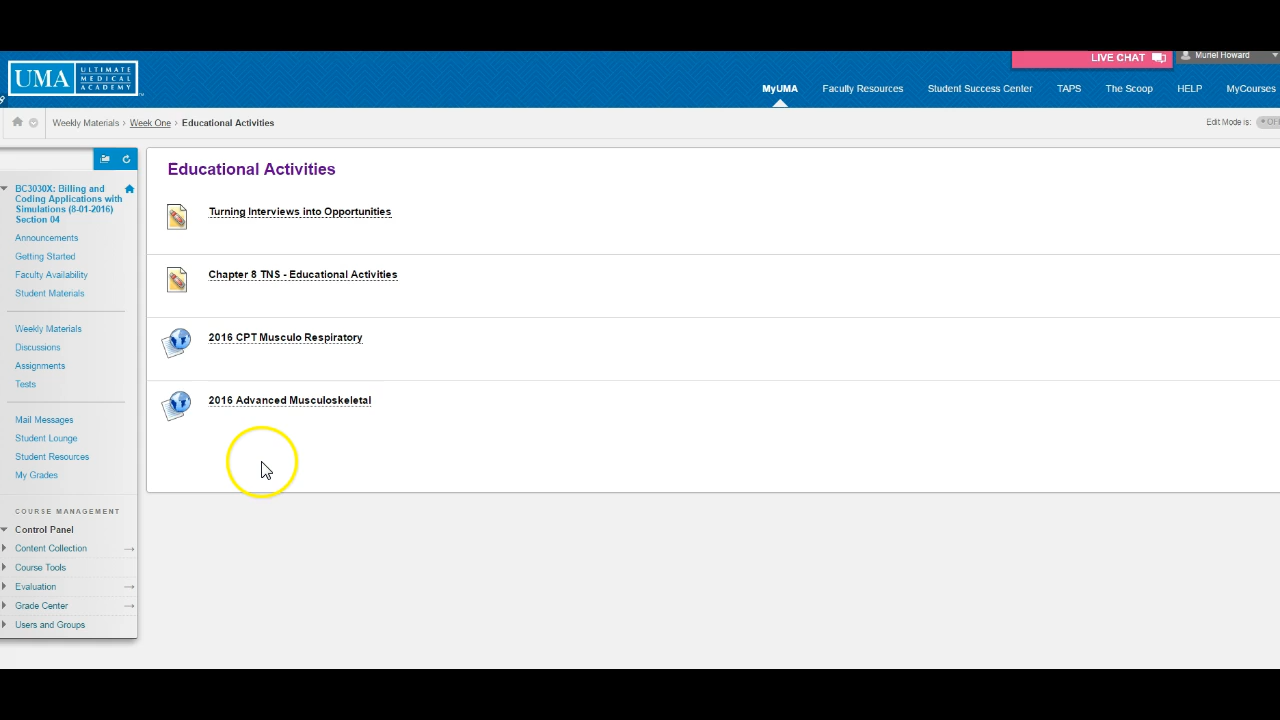 LIVE CHAT
Muriel Howard
UMA ULTIMATE
MEDICAL
ACADEMY
MyUMA Faculty Resources Student Success Center TAPS The Scoop HELP MyCourses
Weekly Materials > Week One > Educational Activities
Edit Mode is:
Educational Activities
Turning Interviews into Opportunities
Chapter 8 TNS - Educational Activities
2016 CPT Musculo Respiratory
2016 Advanced Musculoskeletal
BC3030X: Billing and
Coding Applications with
Simulations (8-01-2016)
Section 04
Announcements
Getting Started
Faculty Availability
Student Materials
Weekly Materials
Discussions
Assignments
Tests
Mail Messages
Student Lounge
Student Resources
My Grades
COURSE MANAGEMENT
Control Panel
Content Collection
Course Tools
Evaluation
Grade Center
Users and Groups